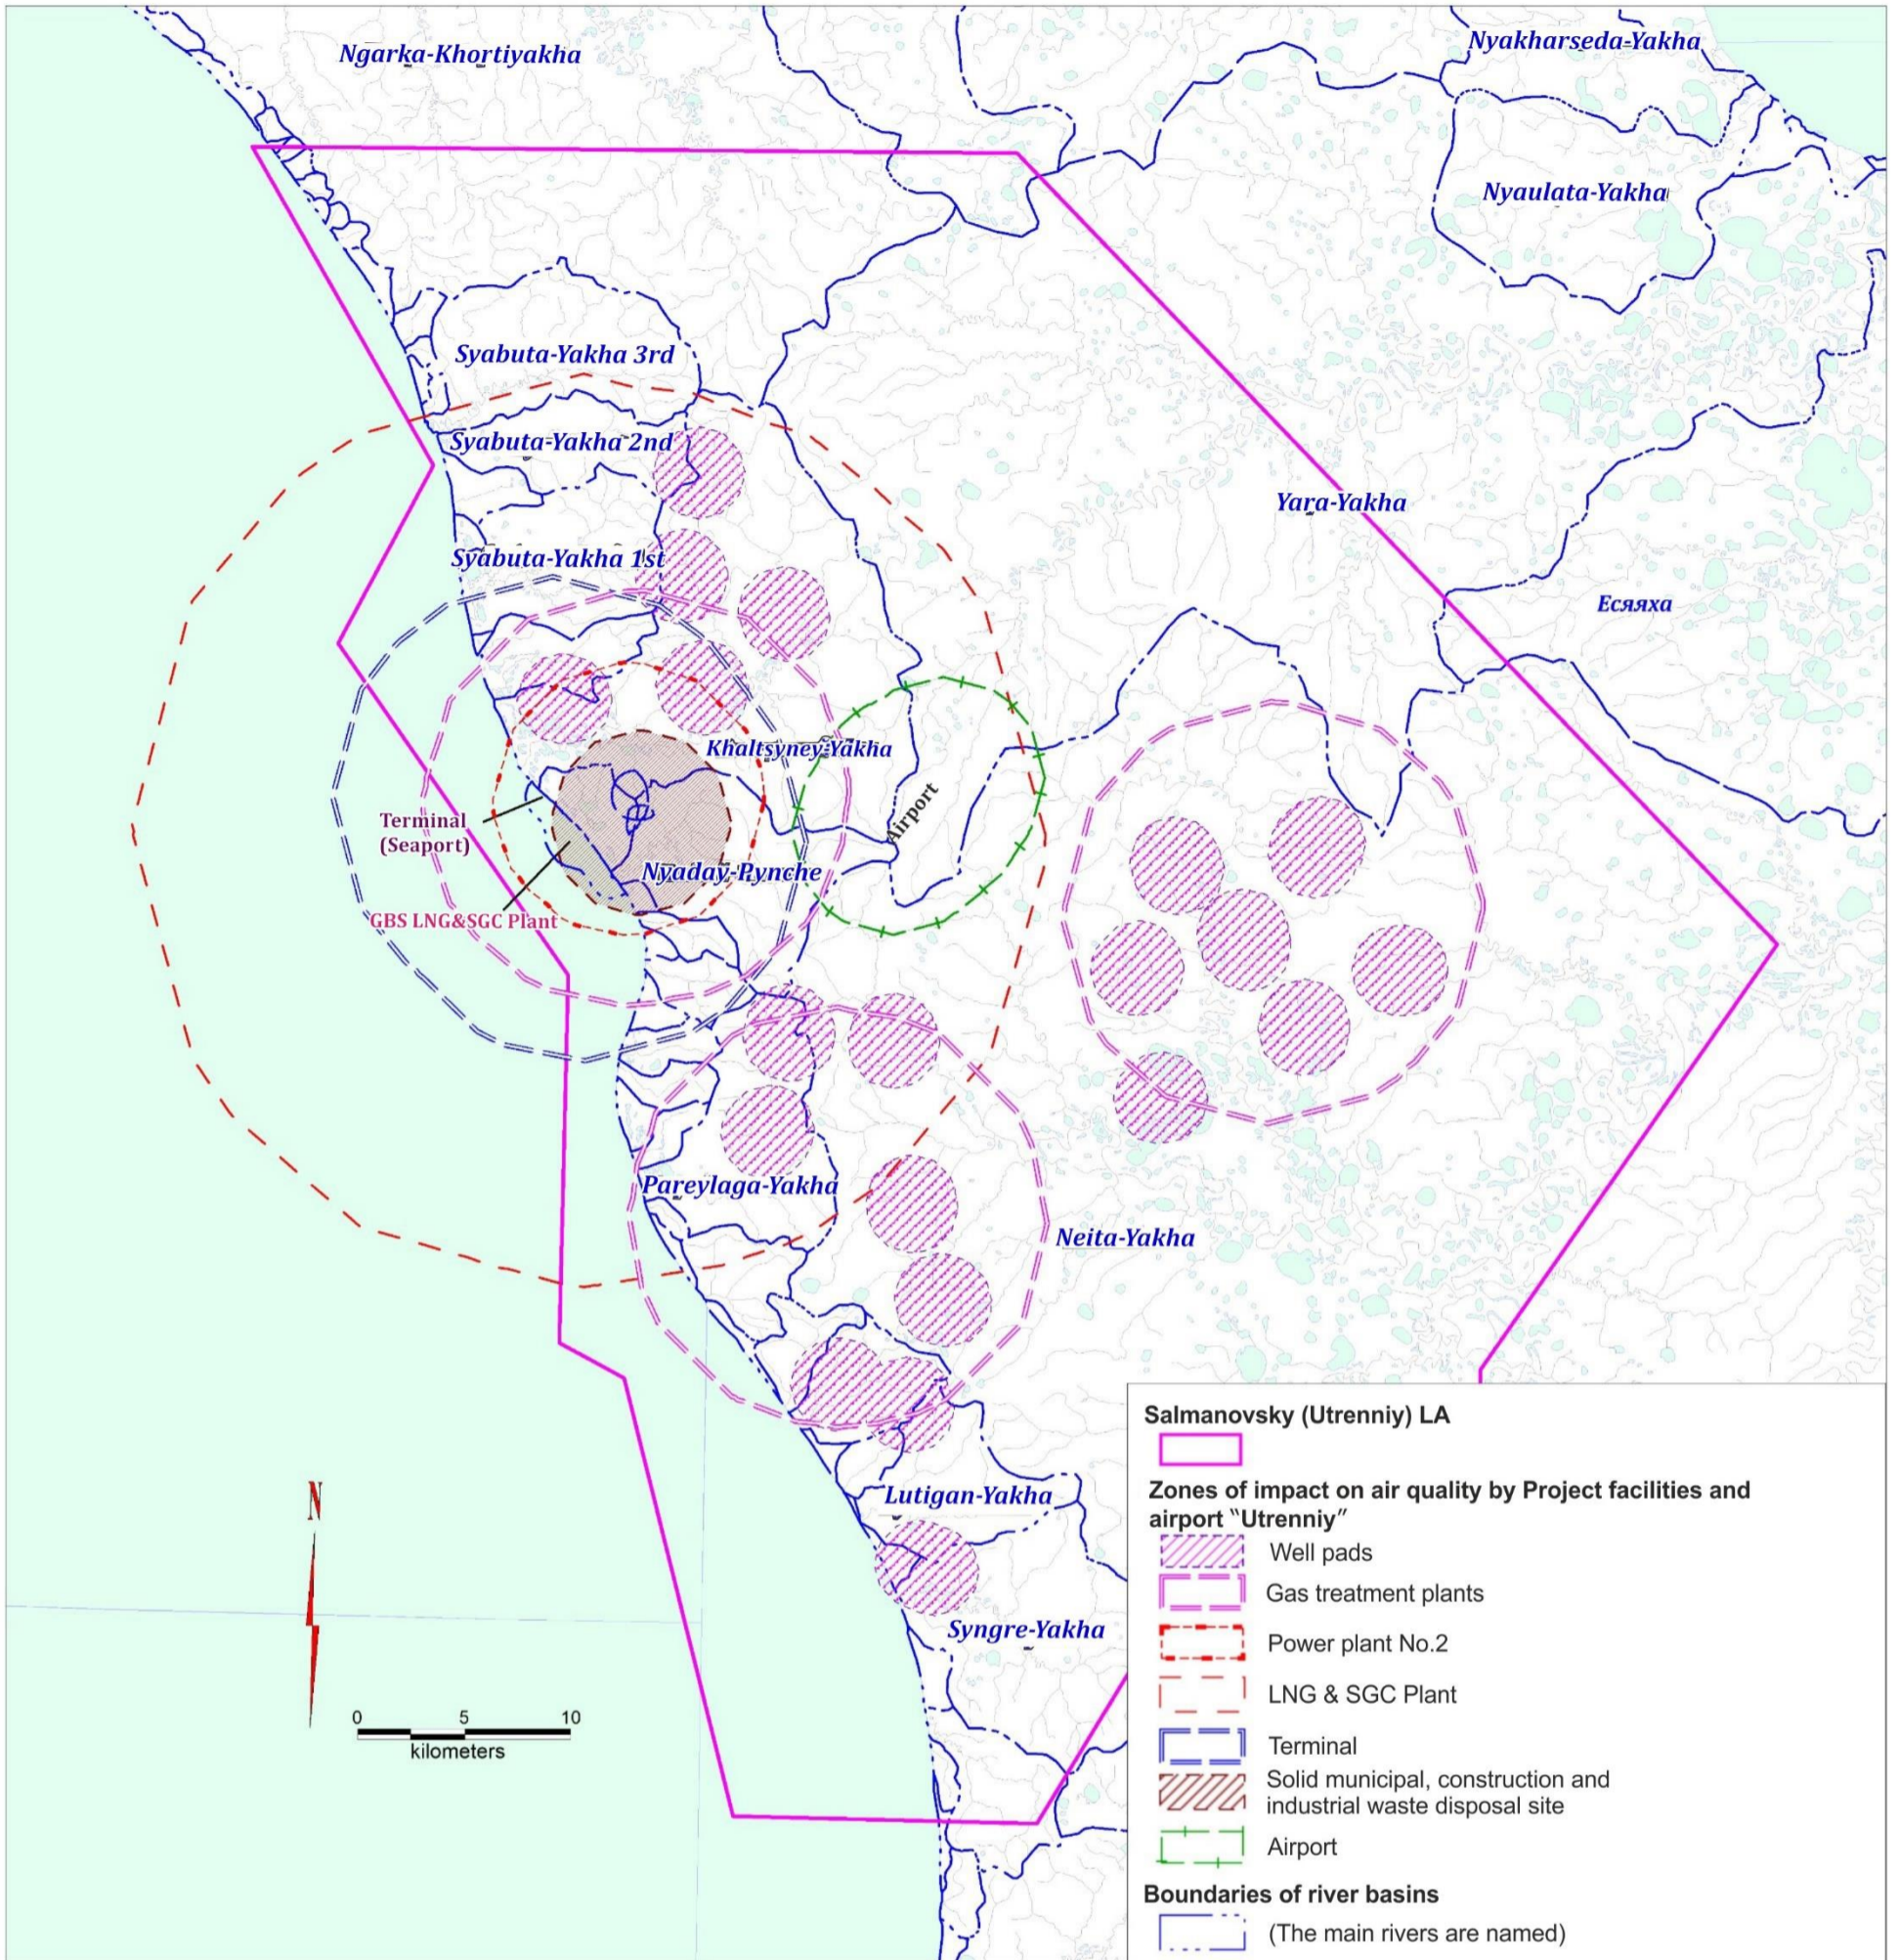 Ngarka-Khortiyakha
Nyakharseda-Yakha
Nyaulata-Yakha
Syabuta-Yakha 3rd
Syabuta-Yakha 2nd
Yara-Yakha
Syabuta-Yakha 1st
Есяяха
Khaltsyney-Yakha
Airport
Terminal
(Seaport)
Nyaday-Pynche
GBS LNG&SGC Plant
Pareylaga-Yakha
Neita-Yakha
Lutigan-Yakha
Syngre-Yakha
N
0 5 10
kilometers
Salmanovsky (Utrenniy) LA
Zones of impact on air quality by Project facilities and
airport "Utrenniy"
Well pads
Gas treatment plants
Power plant No.2
LNG & SGC Plant
Terminal
Solid municipal, construction and
industrial waste disposal site
Airport
Boundaries of river basins
(The main rivers are named)